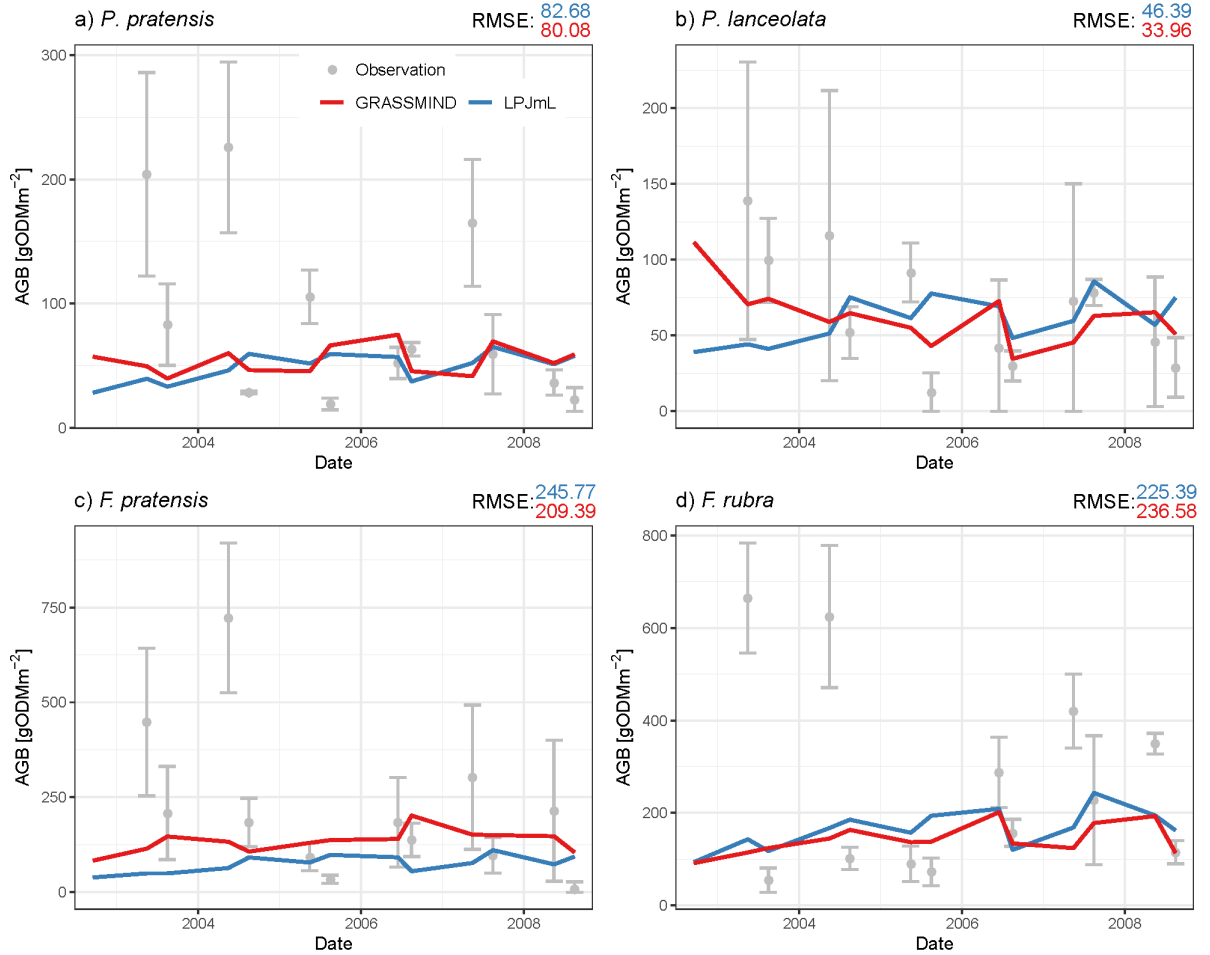 a) P. pratensis
RMSE: 82.68
80.08
300
200
100
0
AGB [gODMm−2]
Observation
GRASSMIND
LPJmL
2004
2006
2008
Date
b) P. lanceolata
RMSE: 46.39
33.96
200
150
100
50
0
AGB [gODMm−2]
2004
2006
2008
Date
c) F. pratensis
RMSE: 245.77
209.39
750
500
250
0
AGB [gODMm−2]
2004
2006
2008
Date
d) F. rubra
RMSE: 225.39
236.58
800
600
400
200
0
AGB [gODMm−2]
2004
2006
2008
Date